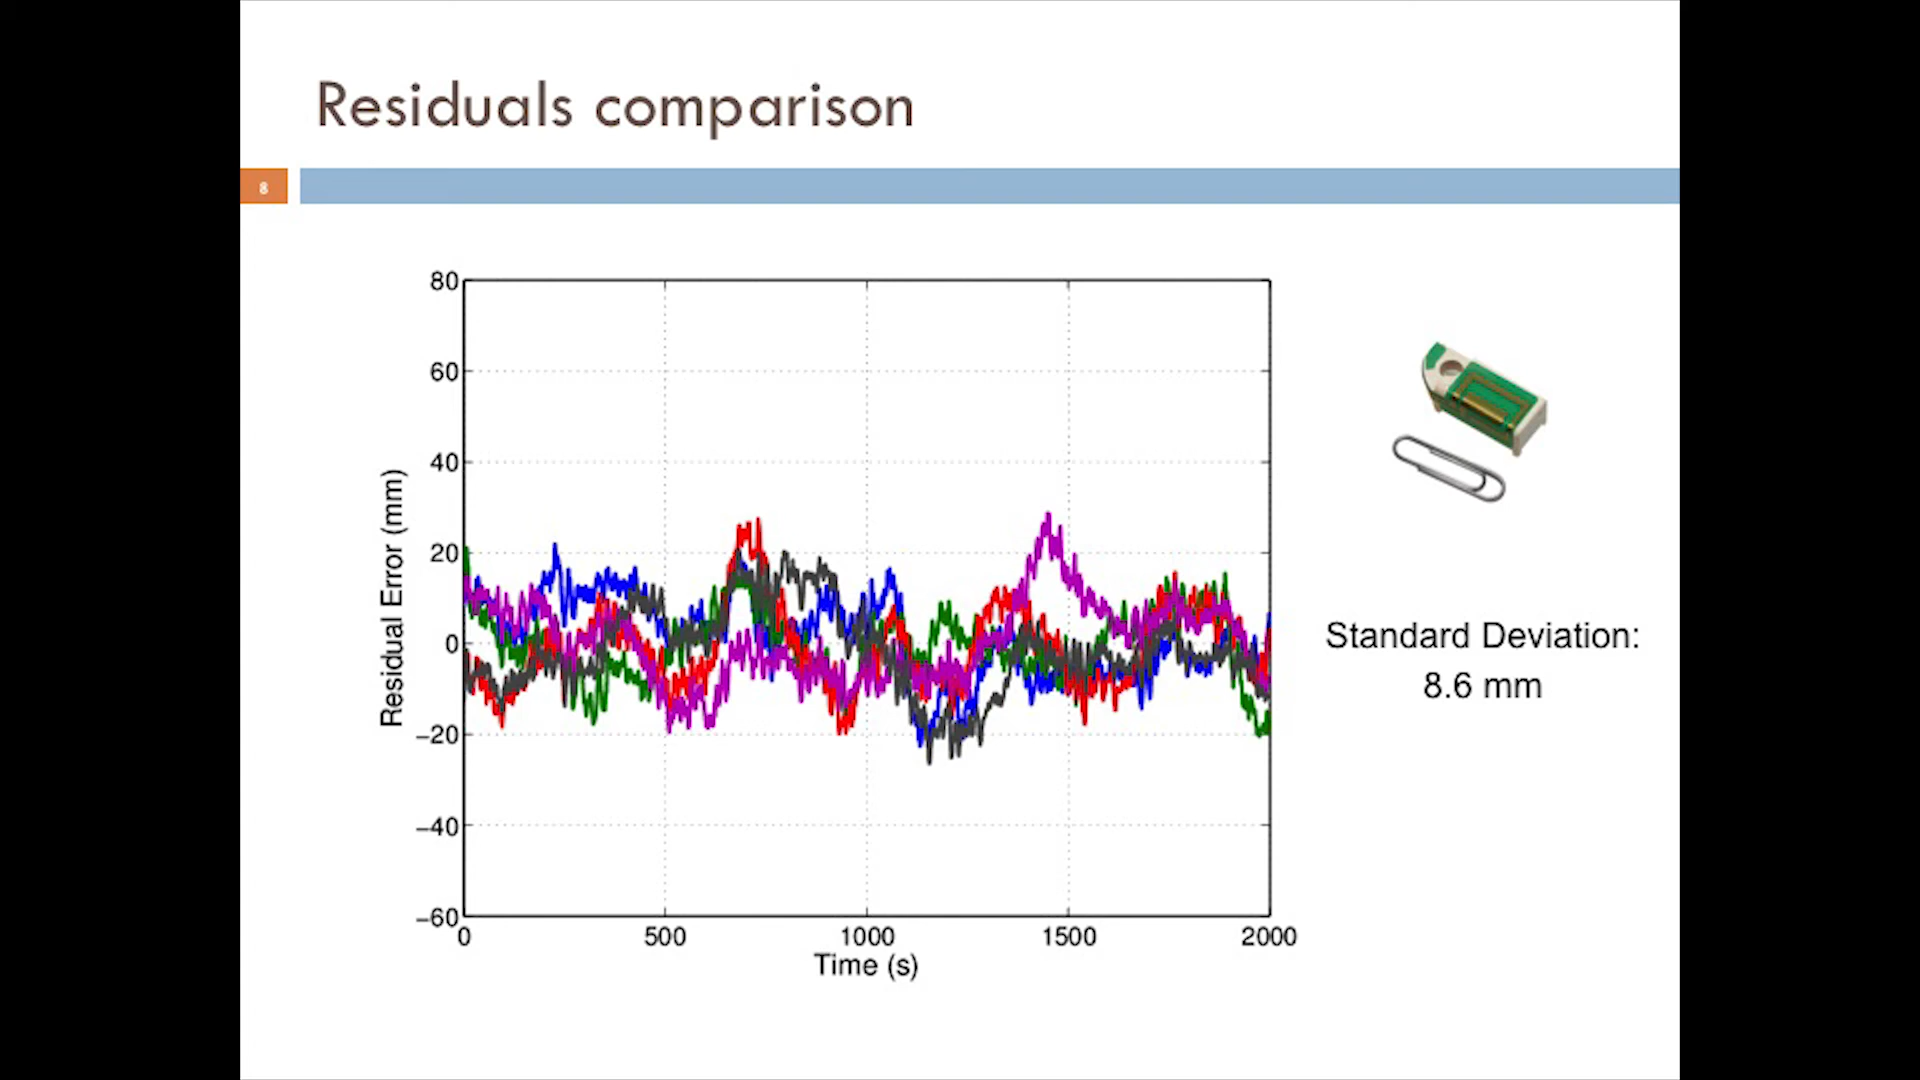 Residuals comparison
8
80
60
40
20
0
−20
−40
−60
Residual Error (mm)
0 500 1000 1500 2000
Time (s)
Standard Deviation:
8.6 mm